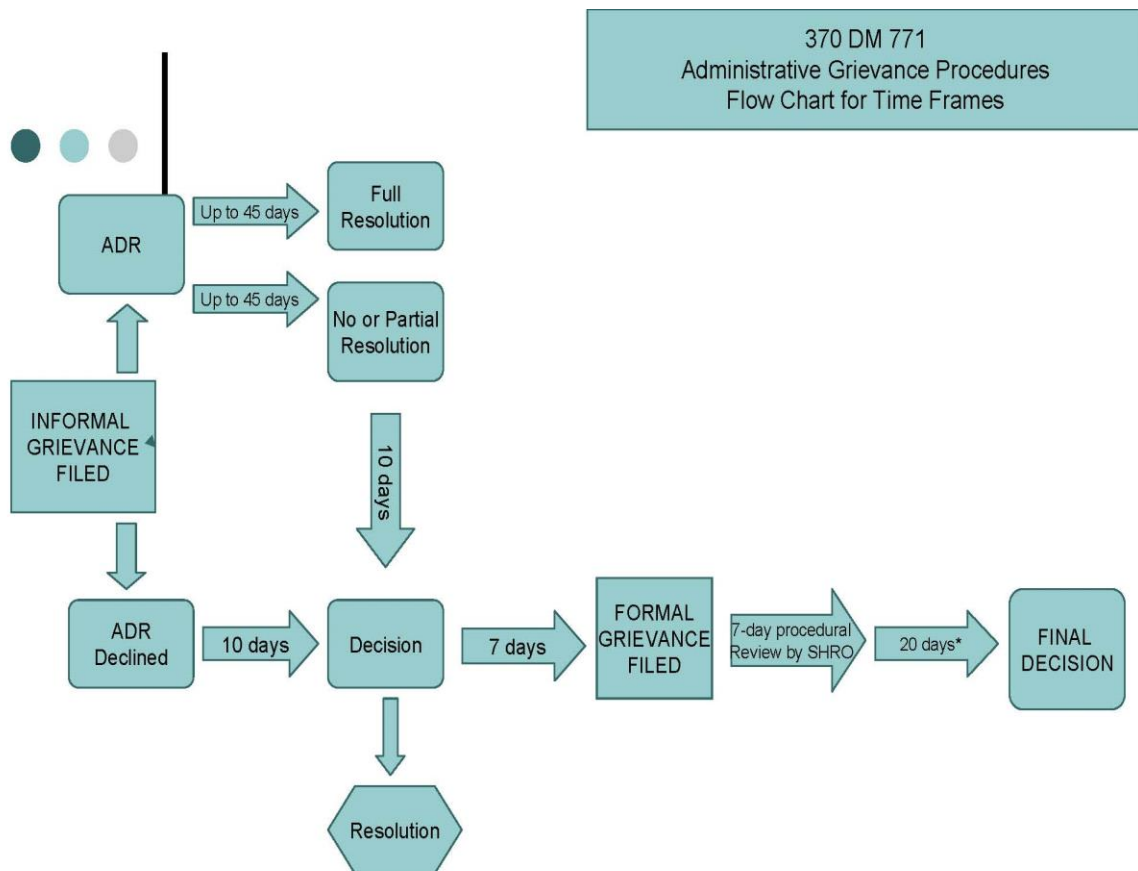 370 DM 771
Administrative Grievance Procedures
Flow Chart for Time Frames
ADR
Up to 45 days
Full
Resolution
Up to 45 days
No or Partial
Resolution
INFORMAL
GRIEVANCE
FILED
10 days
ADR
Declined
10 days
Decision
7 days
FORMAL
GRIEVANCE
FILED
7-day procedural
Review by SHRO
20 days*
FINAL
DECISION
Resolution